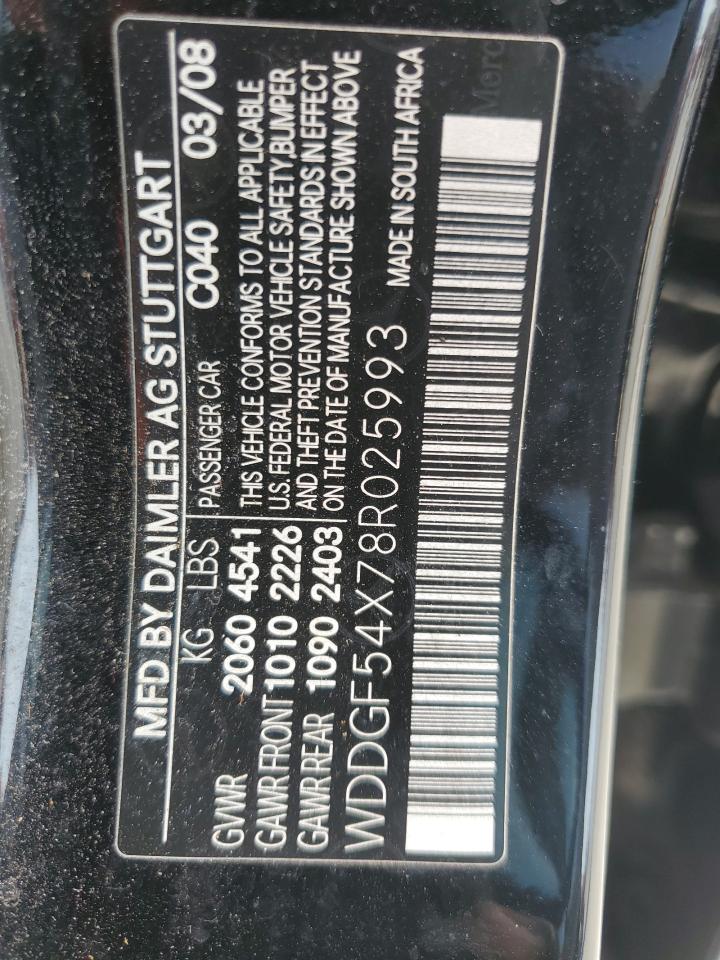 MFD BY DAIMLER AG STUTTGART
KG LBS PASSENGER CAR C040 03/08
GVWR 2060 4541 THIS VEHICLE CONFORMS TO ALL APPLICABLE
GAWR FRONT 1010 2226 U.S. FEDERAL MOTOR VEHICLE SAFETY, BUMPER
GAWR REAR 1090 2403 AND THEFT PREVENTION STANDARDS IN EFFECT
ON THE DATE OF MANUFACTURE SHOWN ABOVE
WDDGF54X78R025993 MADE IN SOUTH AFRICA